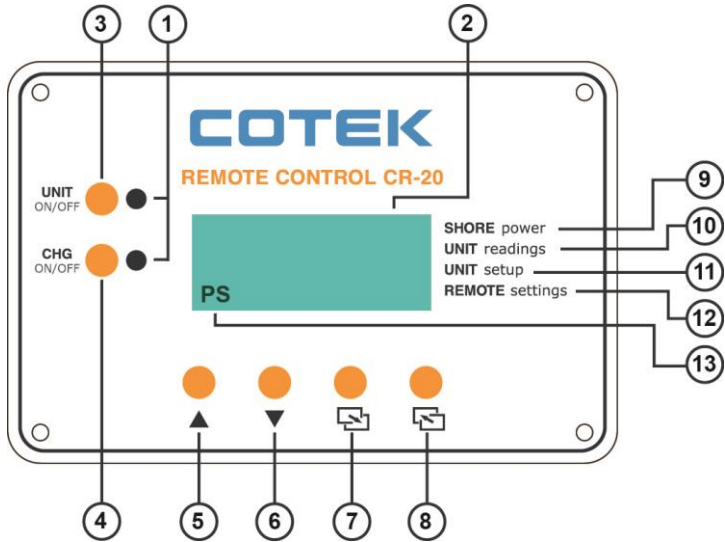 3
1
2
COTEK
REMOTE CONTROL CR-20
UNIT
ON/OFF
CHG
ON/OFF
PS
SHORE power
UNIT readings
UNIT setup
REMOTE settings
9
10
11
12
13
4
5
6
7
8